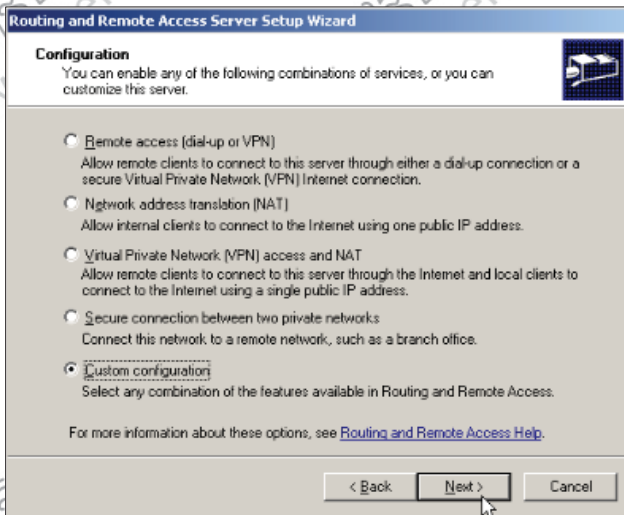 Routing and Remote Access Server Setup Wizard
Configuration
You can enable any of the following combinations of services, or you can
customize this server.
Remote access (dial-up or VPN)
Allow remote clients to connect to this server through either a dial-up connection or a
secure Virtual Private Network (VPN) Internet connection.
Network address translation (NAT)
Allow internal clients to connect to the Internet using one public IP address.
Virtual Private Network (VPN) access and NAT
Allow remote clients to connect to this server through the Internet and local clients to
connect to the Internet using a single public IP address.
Secure connection between two private networks
Connect this network to a remote network, such as a branch office.
Custom configuration
Select any combination of the features available in Routing and Remote Access.
For more information about these options, see Routing and Remote Access Help.
< Back Next > Cancel